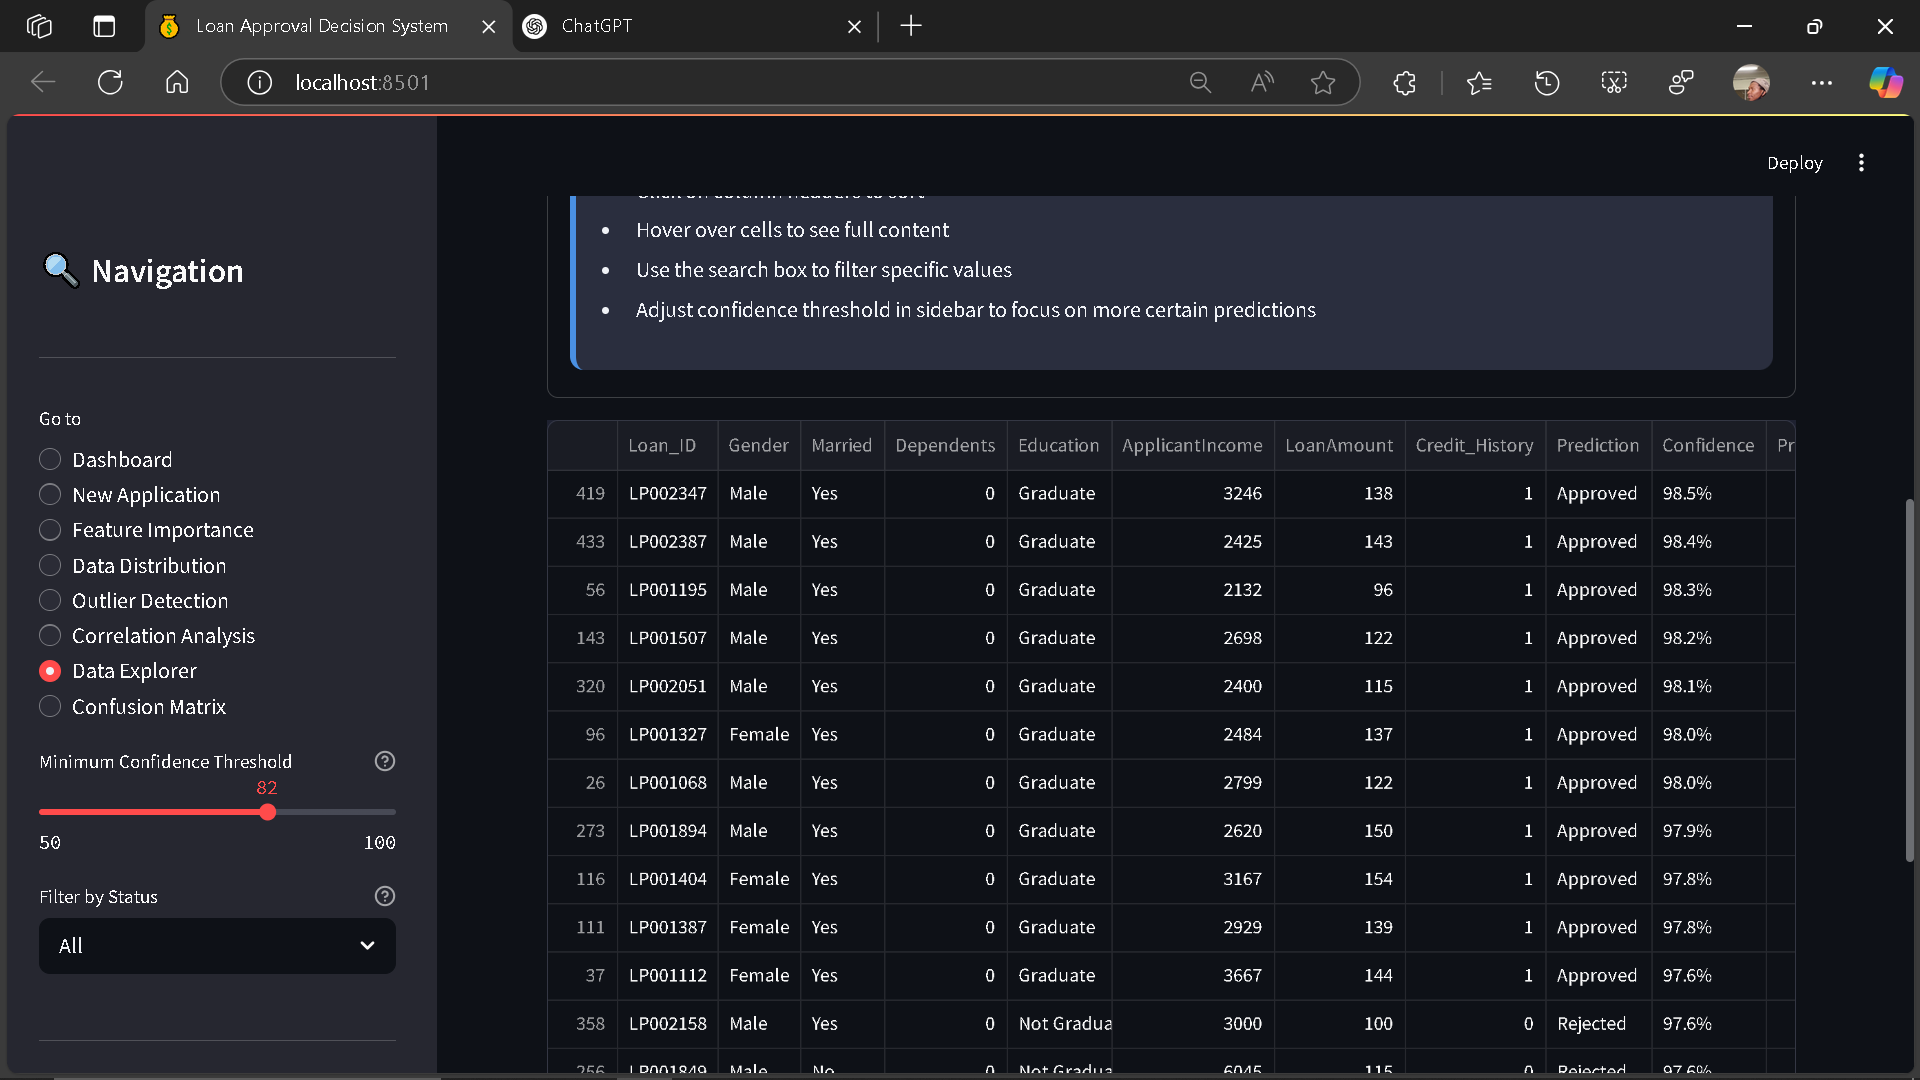 Loan Approval Decision System
ChatGPT
localhost:8501
Deploy
Navigation
Go to
Dashboard
New Application
Feature Importance
Data Distribution
Outlier Detection
Correlation Analysis
Data Explorer
Confusion Matrix
Minimum Confidence Threshold
82
50 100
Filter by Status
All
Click on column headers to sort
• Hover over cells to see full content
• Use the search box to filter specific values
• Adjust confidence threshold in sidebar to focus on more certain predictions
Loan_ID Gender Married Dependents Education ApplicantIncome LoanAmount Credit_History Prediction Confidence Pr
419 LP002347 Male Yes 0 Graduate 3246 138 1 Approved 98.5%
433 LP002387 Male Yes 0 Graduate 2425 143 1 Approved 98.4%
56 LP001195 Male Yes 0 Graduate 2132 96 1 Approved 98.3%
143 LP001507 Male Yes 0 Graduate 2698 122 1 Approved 98.2%
320 LP002051 Male Yes 0 Graduate 2400 115 1 Approved 98.1%
96 LP001327 Female Yes 0 Graduate 2484 137 1 Approved 98.0%
26 LP001068 Male Yes 0 Graduate 2799 122 1 Approved 98.0%
273 LP001894 Male Yes 0 Graduate 2620 150 1 Approved 97.9%
116 LP001404 Female Yes 0 Graduate 3167 154 1 Approved 97.8%
111 LP001387 Female Yes 0 Graduate 2929 139 1 Approved 97.8%
37 LP001112 Female Yes 0 Graduate 3667 144 1 Approved 97.6%
358 LP002158 Male Yes 0 Not Gradua 3000 100 0 Rejected 97.6%
256 LP001849 Male No 0 Not Gradua 6045 115 0 Rejected 97.6%